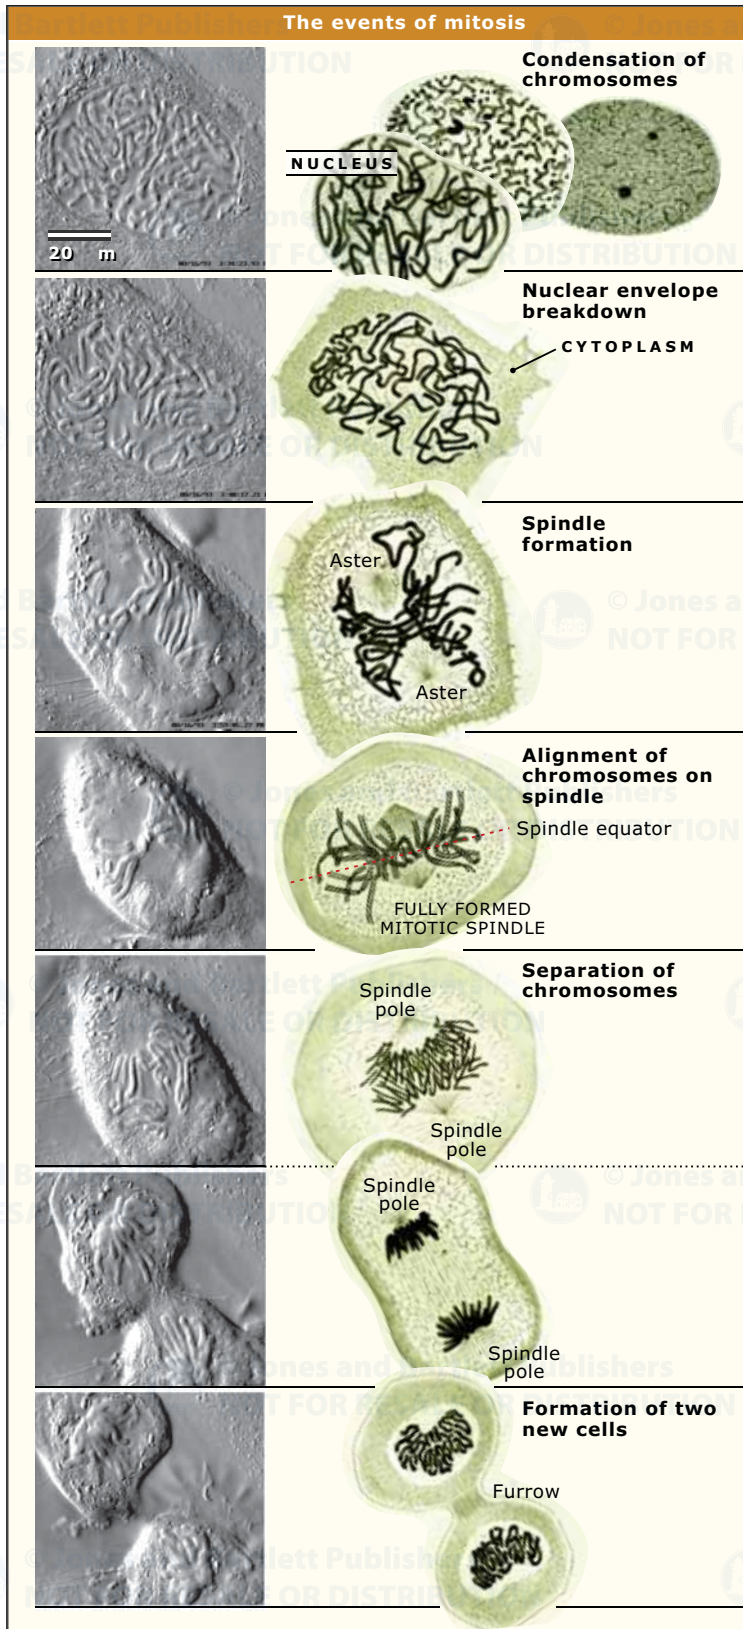 The events of mitosis
Condensation of
chromosomes
NUCLEUS
20 m
Nuclear envelope
breakdown
CYTOPLASM
Spindle
formation
Aster
Aster
Alignment of
chromosomes on
spindle
Spindle equator
FULLY FORMED
MITOTIC SPINDLE
Separation of
chromosomes
Spindle
pole
Spindle
pole
Spindle
pole
Spindle
pole
Formation of two
new cells
Furrow